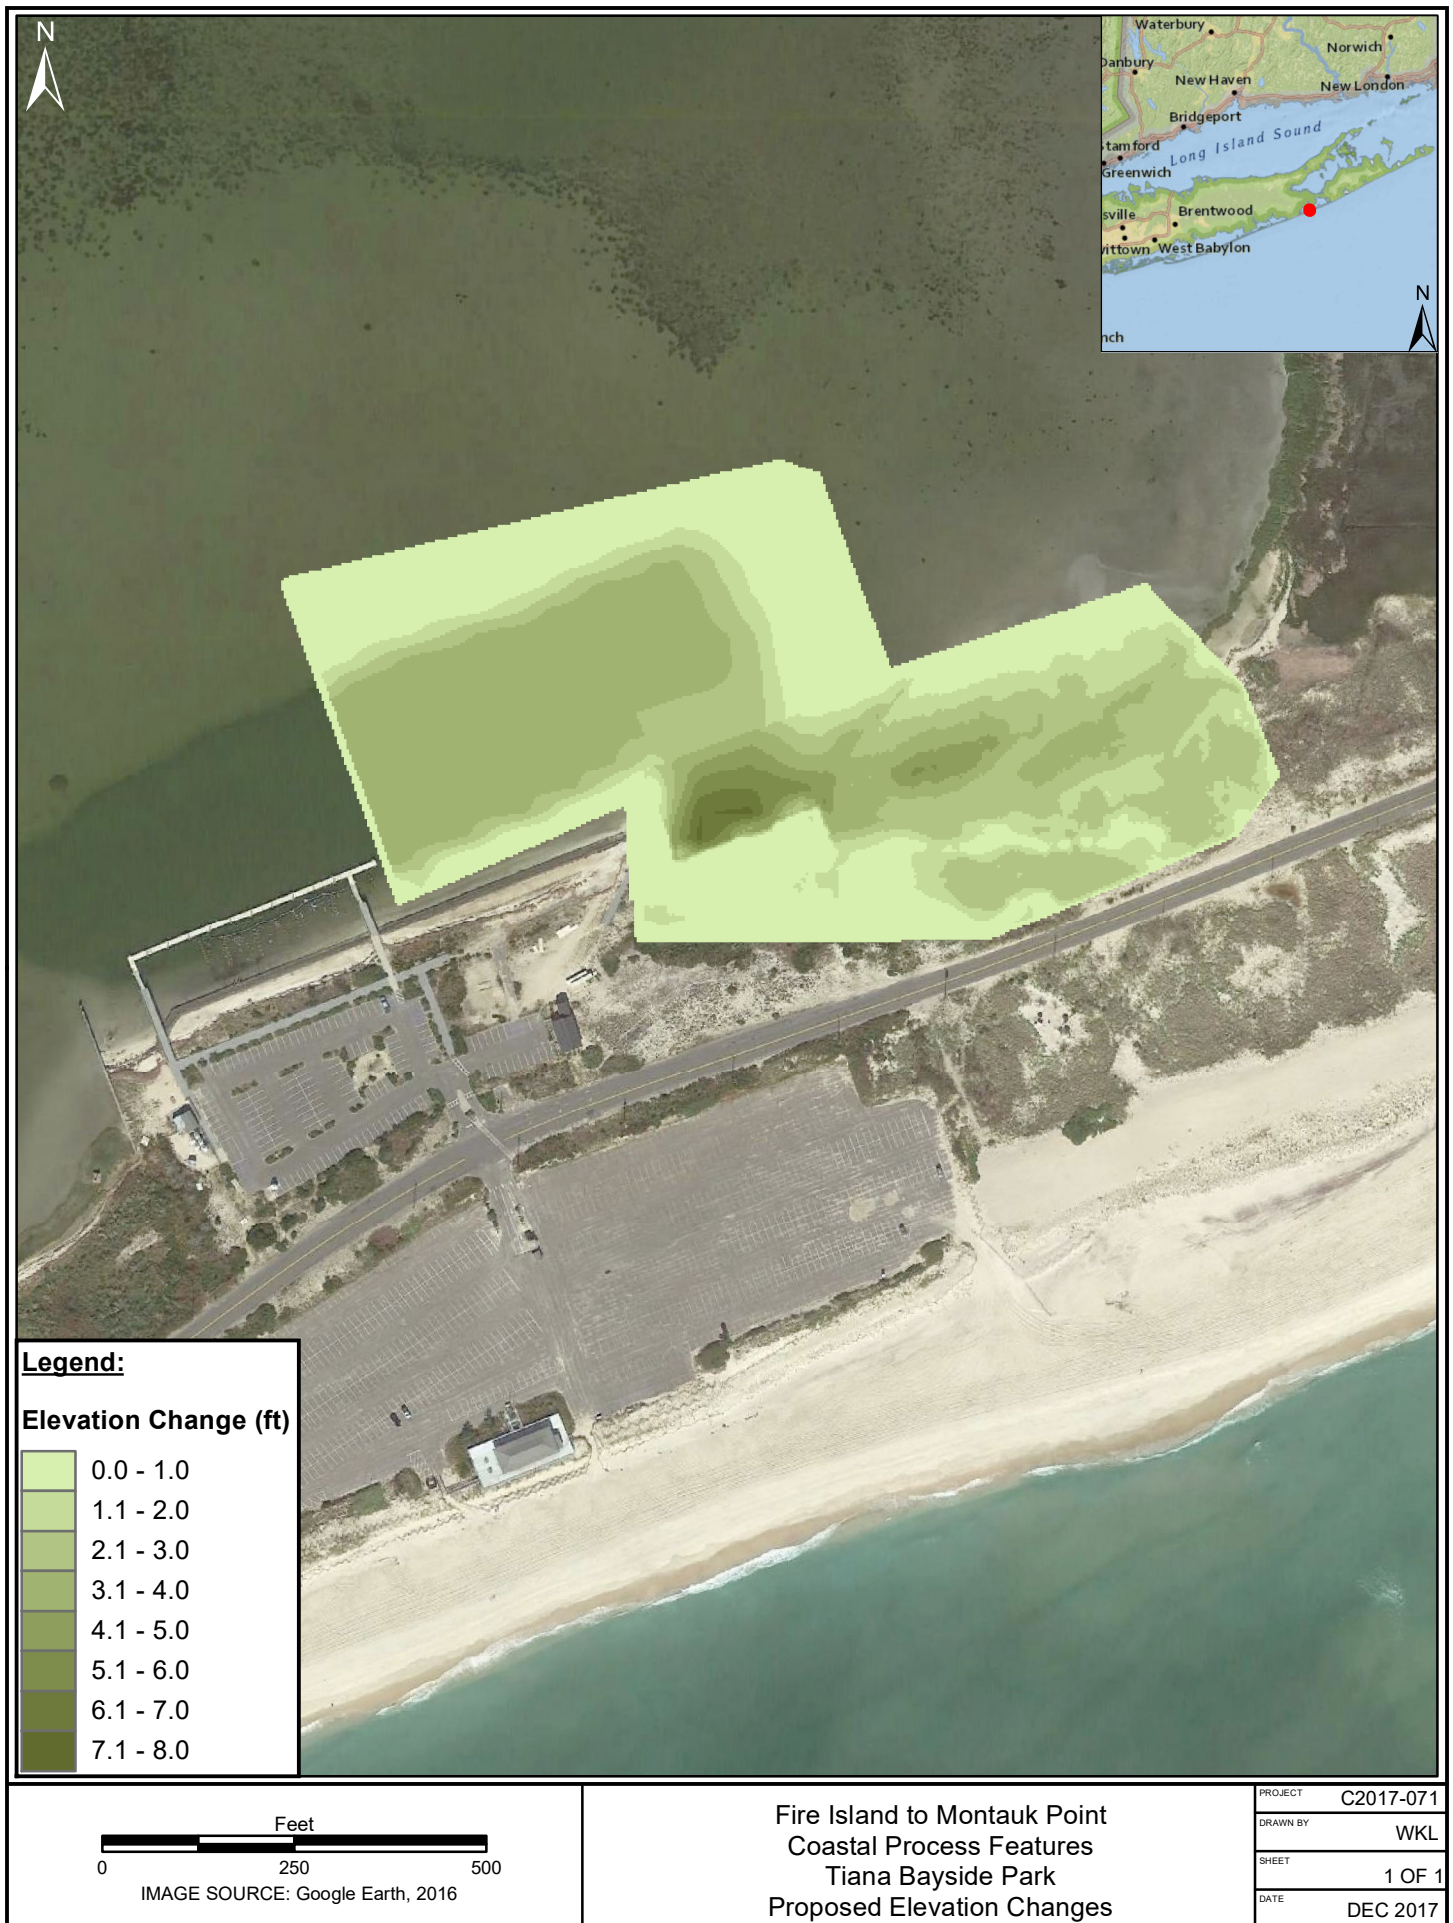 N
Waterbury
Norwich
Danbury
New Haven
New London
Bridgeport
Long Island Sound
Stamford
Greenwich
sville
Brentwood
vittown
West Babylon
N
nch
Legend:
Elevation Change (ft)
0.0 - 1.0
1.1 - 2.0
2.1 - 3.0
3.1 - 4.0
4.1 - 5.0
5.1 - 6.0
6.1 - 7.0
7.1 - 8.0
Feet
0 250 500
IMAGE SOURCE: Google Earth, 2016
Fire Island to Montauk Point
Coastal Process Features
Tiana Bayside Park
Proposed Elevation Changes
PROJECT C2017-071
DRAWN BY WKL
SHEET 1 OF 1
DATE DEC 2017